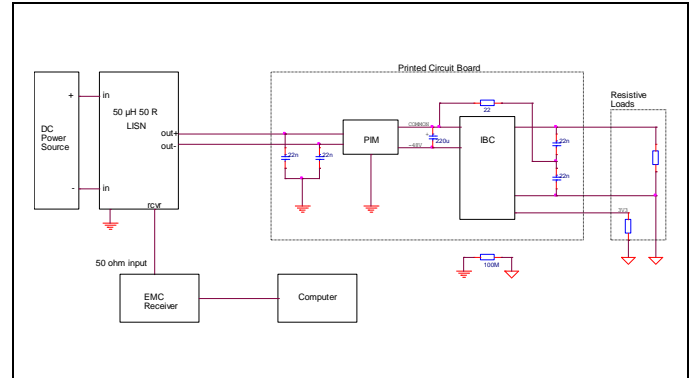 Printed Circuit Board
Resistive
Loads
+
in
50 µH 50 R
LISN
DC
Power
Source
out+
out-
-
in
rcvr
22n
22n
PIM
COMMON
-48V
+
220u
22
IBC
22n
22n
3V3
100M
50 ohm input
EMC
Receiver
Computer